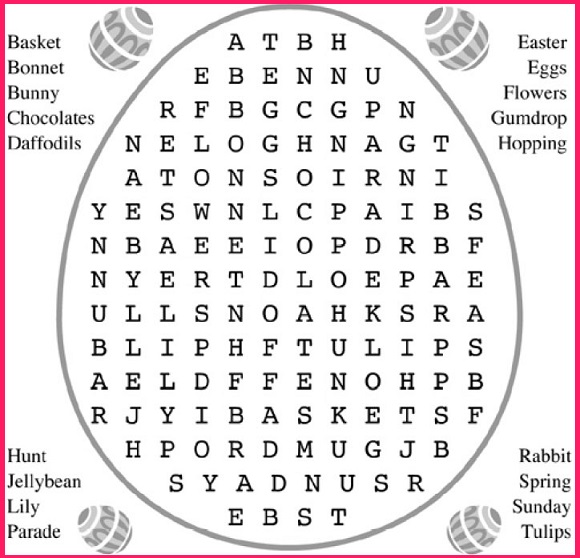 Basket
Bonnet
Bunny
Chocolates
Daffodils
Easter
Eggs
Flowers
Gumdrop
Hopping
A T B H
E B E N N U
R F B G C G P N
N E L O G H N A G T
A T O N S O I R N I
Y E S W N L C P A I B S
N B A E E I O P D R B F
N Y E R T D L O E P A E
U L L S N O A H K S R A
B L I P H F T U L I P S
A E L D F F E N O H P B
R J Y I B A S K E T S F
H P O R D M U G J B
S Y A D N U S R
E B S T
Hunt
Jellybean
Lily
Parade
Rabbit
Spring
Sunday
Tulips